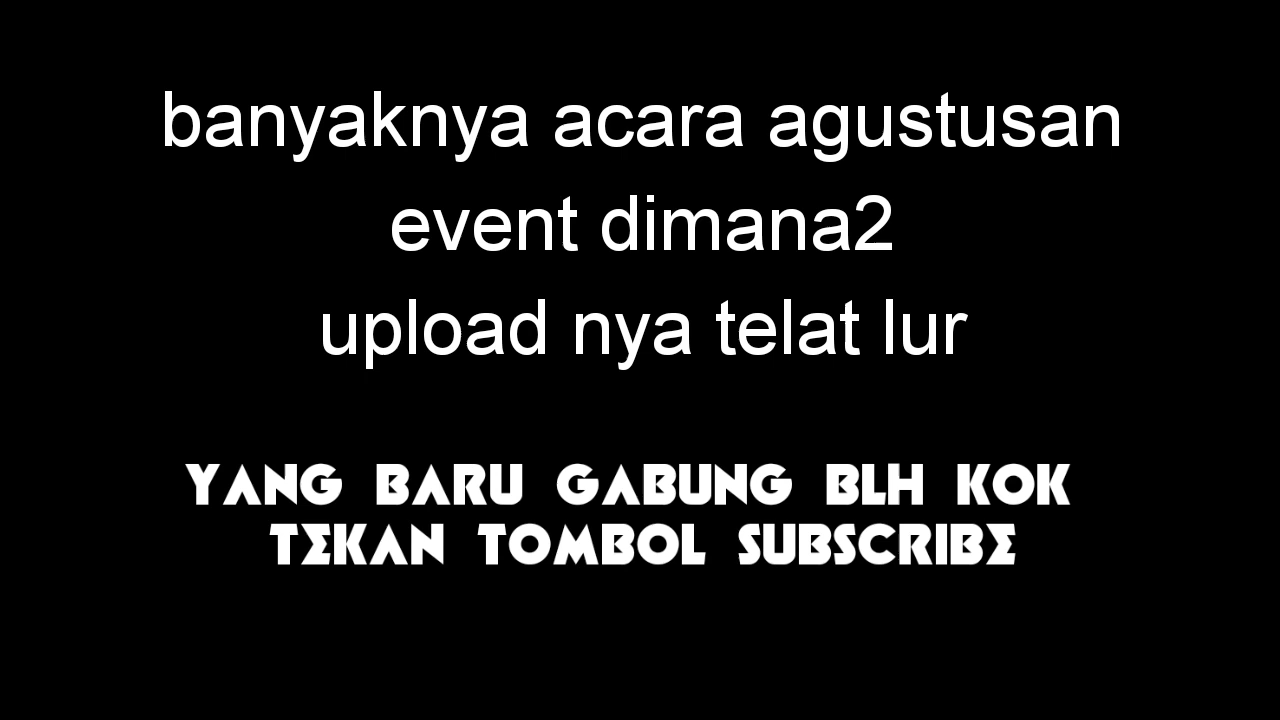 banyaknya acara agustusan
event dimana2
upload nya telat lur
YANG BARU GABUNG BLH KOK
TEKAN TOMBOL SUBSCRIBE